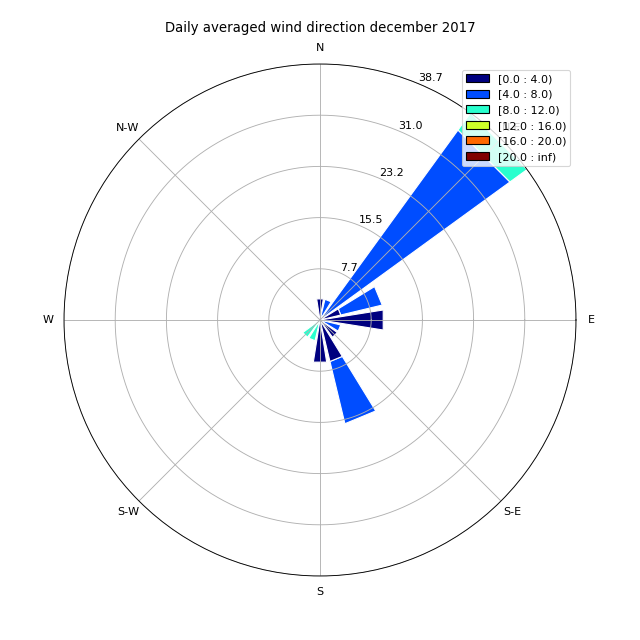 Daily averaged wind direction december 2017
N
38.7
[0.0 : 4.0)
[4.0 : 8.0)
[8.0 : 12.0)
[12.0 : 16.0)
[16.0 : 20.0)
[20.0 : inf)
N-W
31.0
23.2
15.5
7.7
W
E
S-W
S-E
S